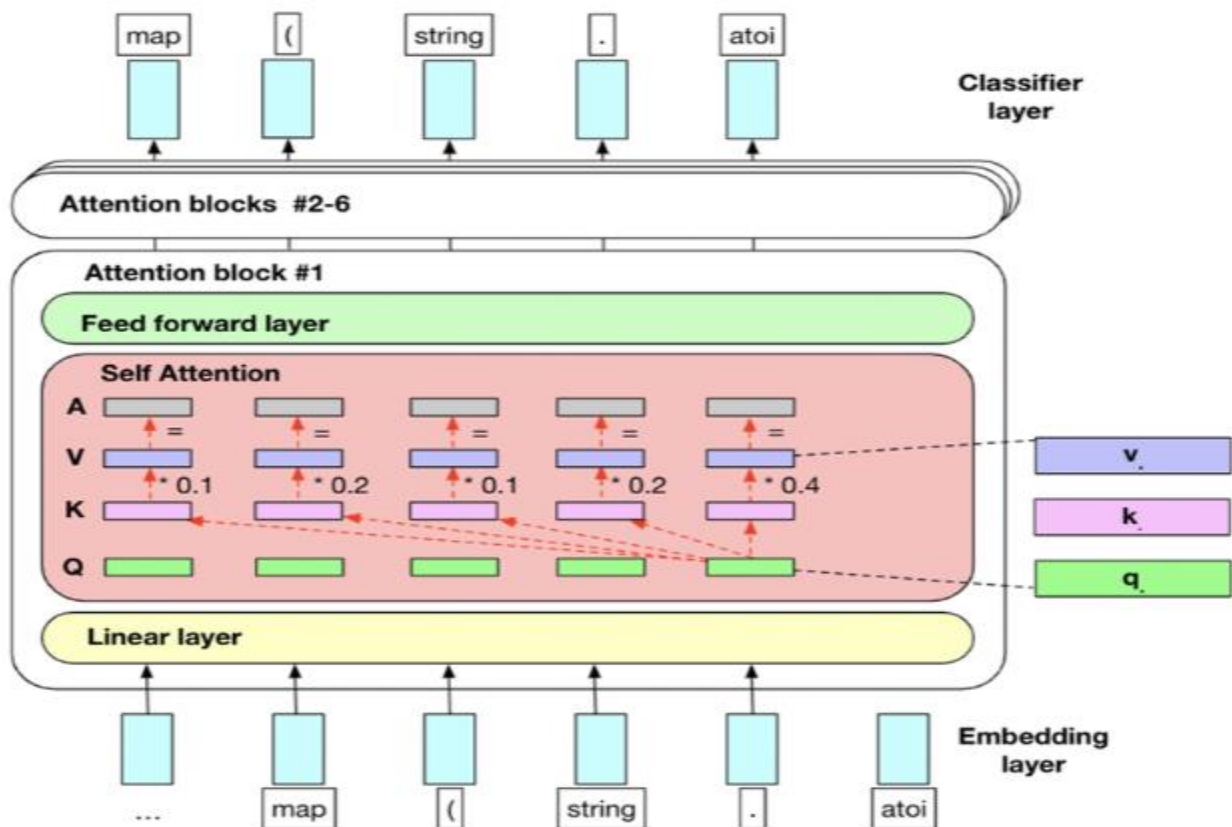 map ( string . atoi
Classifier
layer
Attention blocks #2-6
Attention block #1
Feed forward layer
Self Attention
A
= = = = =
V
v.
* 0.1 * 0.2 * 0.1 * 0.2 * 0.4
K
k.
Q
q.
Linear layer
Embedding
layer
... map ( string . atoi